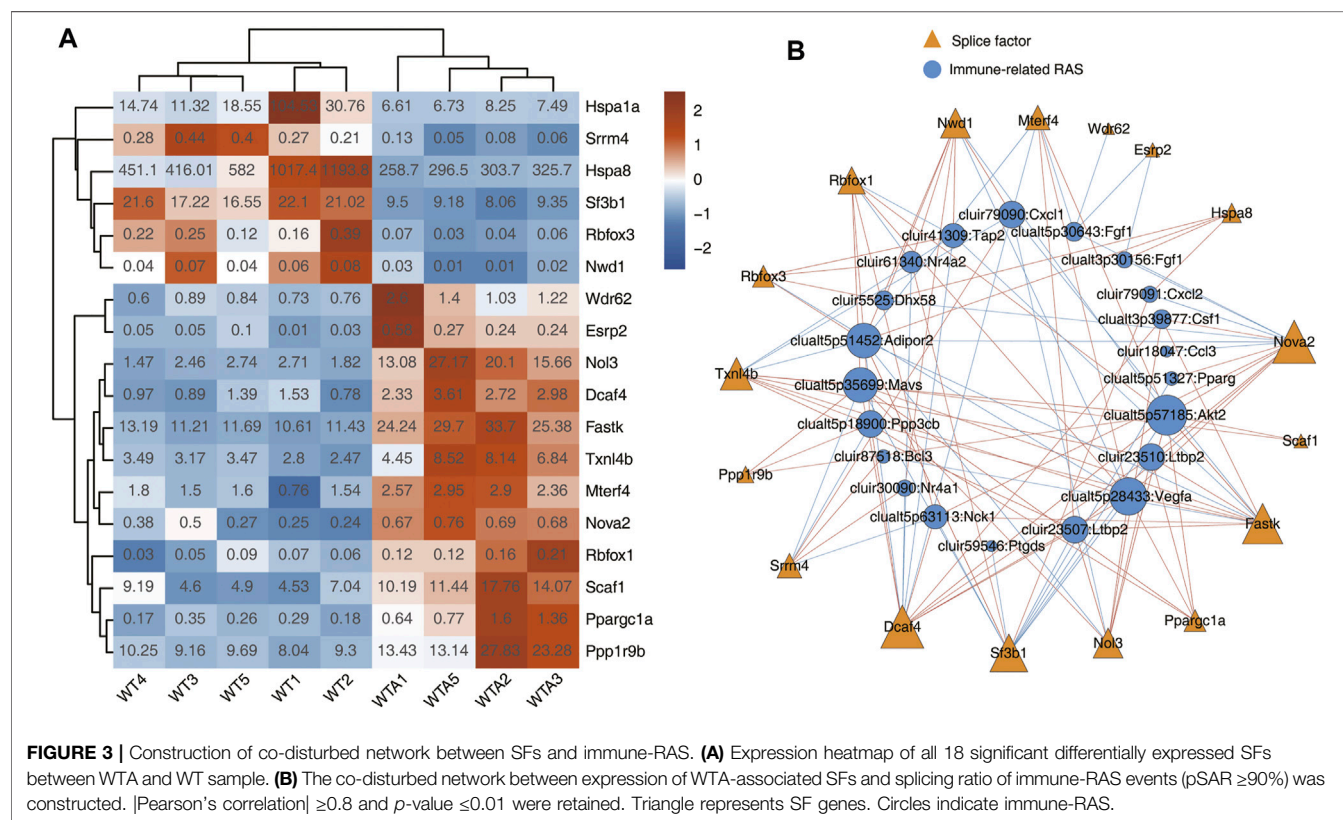 A
14.74 11.32 18.55 30.76 6.61 6.73 8.25 7.49 Hspa1a
0.28 0.44 0.4 0.27 0.21 0.13 0.05 0.08 0.06 Srrm4
451.1 416.01 582 1017.4 1193.8 258.7 296.5 303.7 325.7 Hspa8
21.6 17.22 16.55 22.1 21.02 9.5 9.18 8.06 9.35 Sf3b1
0.22 0.25 0.12 0.16 0.39 0.07 0.03 0.04 0.06 Rbfox3
0.04 0.07 0.04 0.06 0.08 0.03 0.01 0.01 0.02 Nwd1
0.6 0.89 0.84 0.73 0.76 1.4 1.03 1.22 Wdr62
0.05 0.05 0.1 0.01 0.03 0.27 0.24 0.24 Esrp2
1.47 2.46 2.74 2.71 1.82 13.08 27.17 20.1 15.66 Nol3
0.97 0.89 1.39 1.53 0.78 2.33 3.61 2.72 2.98 Dcaf4
13.19 11.21 11.69 10.61 11.43 24.24 29.7 33.7 25.38 Fastk
3.49 3.17 3.47 2.8 2.47 4.45 8.52 8.14 6.84 Txnl4b
1.8 1.5 1.6 0.76 1.54 2.57 2.95 2.9 2.36 Mterf4
0.38 0.5 0.27 0.25 0.24 0.67 0.76 0.69 0.68 Nova2
0.03 0.05 0.09 0.07 0.06 0.12 0.12 0.16 0.21 Rbfox1
9.19 4.6 4.9 4.53 7.04 10.19 11.44 17.76 14.07 Scaf1
0.17 0.35 0.26 0.29 0.18 0.64 0.77 1.6 1.36 Ppargc1a
10.25 9.16 9.69 8.04 9.3 13.43 13.14 27.83 23.28 Ppp1r9b
WT4 WT3 WT5 WT1 WT2 WTA1 WTA5 WTA2 WTA3
2
1
0
−1
−2
B
Splice factor
Immune-related RAS
Nwd1
Mterf4
Wdr62
Esrp2
Rbfox1
Hspa8
cluir79090:Cxcl1
clualt5p30643:Fgf1
cluir41309:Tap2
clualt3p30156:Fgf1
cluir61340:Nr4a2
Rbfox3
cluir79091:Cxcl2
cluir5525:Dhx58
clualt3p39877:Csf1
clualt5p51452:Adipor2
Nova2
cluir18047:Ccl3
Txnl4b
clualt5p51327:Pparg
clualt5p35699:Mavs
clualt5p57185:Akt2
clualt5p18900:Ppp3cb
Scaf1
cluir87518:Bcl3
cluir23510:Ltbp2
Ppp1r9b
cluir30090:Nr4a1
clualt5p28433:Vegfa
clualt5p63113:Nck1
Fastk
cluir23507:Ltbp2
cluir59546:Ptgds
Srrm4
Dcaf4
Ppargc1a
Nol3
Sf3b1
FIGURE 3 | Construction of co-disturbed network between SFs and immune-RAS. (A) Expression heatmap of all 18 significant differentially expressed SFs
between WTA and WT sample. (B) The co-disturbed network between expression of WTA-associated SFs and splicing ratio of immune-RAS events (pSAR ≥90%) was
constructed. |Pearson's correlation| ≥0.8 and p-value ≤0.01 were retained. Triangle represents SF genes. Circles indicate immune-RAS.